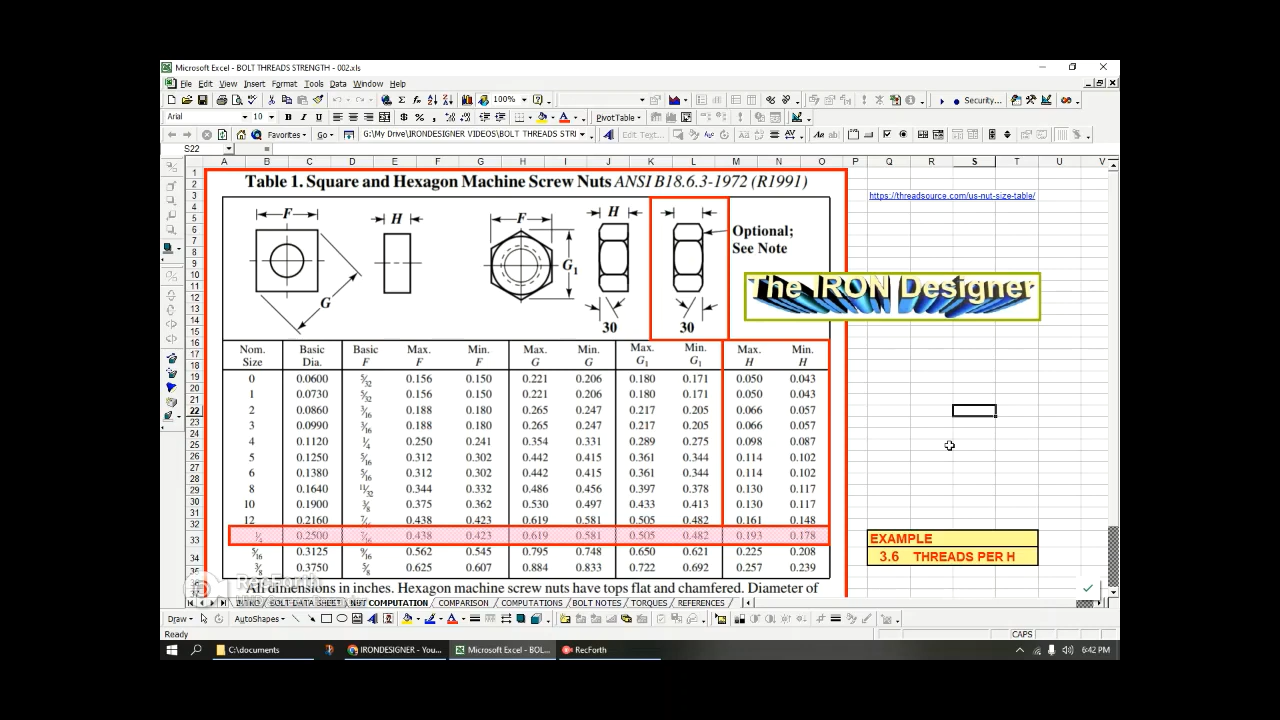 Microsoft Excel - BOLT THREADS STRENGTH - 002.xls
File Edit View Insert Format Tools Data Window Help
100% Security...
Arial 10 B I U $ % PivotTable
Favorites Go G:\My Drive\IRONDESIGNER VIDEOS\BOLT THREADS STRE Edit Text...
S22 =
A B C D E F G H I J K L M N O P Q R S T U V
Table 1. Square and Hexagon Machine Screw Nuts ANSI B18.6.3-1972 (R1991)
https://threadsource.com/us-nut-size-table/
F H F H
Optional;
See Note
G1
G
30 30
The IRON Designer
Nom. Size Basic Dia. Basic F Max. F Min. F Max. G Min. G Max. G1 Min. G1 Max. H Min. H
0 0.0600 5/32 0.156 0.150 0.221 0.206 0.180 0.171 0.050 0.043
1 0.0730 5/32 0.156 0.150 0.221 0.206 0.180 0.171 0.050 0.043
2 0.0860 3/16 0.188 0.180 0.265 0.247 0.217 0.205 0.066 0.057
3 0.0990 3/16 0.188 0.180 0.265 0.247 0.217 0.205 0.066 0.057
4 0.1120 1/4 0.250 0.241 0.354 0.331 0.289 0.275 0.098 0.087
5 0.1250 5/16 0.312 0.302 0.442 0.415 0.361 0.344 0.114 0.102
6 0.1380 5/16 0.312 0.302 0.442 0.415 0.361 0.344 0.114 0.102
8 0.1640 11/32 0.344 0.332 0.486 0.456 0.397 0.378 0.130 0.117
10 0.1900 3/8 0.375 0.362 0.530 0.497 0.433 0.413 0.130 0.117
12 0.2160 7/16 0.438 0.423 0.619 0.581 0.505 0.482 0.161 0.148
1/4 0.2500 7/16 0.438 0.423 0.619 0.581 0.505 0.482 0.193 0.178
5/16 0.3125 9/16 0.562 0.545 0.795 0.748 0.650 0.621 0.225 0.208
3/8 0.3750 5/8 0.625 0.607 0.884 0.833 0.722 0.692 0.257 0.239
EXAMPLE
3.6 THREADS PER H
RecForth
All dimensions in inches. Hexagon machine screw nuts have tops flat and chamfered. Diameter of
INTRO BOLT DATA SHEET NUT COMPUTATION COMPARISON COMPUTATIONS BOLT NOTES TORQUES REFERENCES
Draw AutoShapes
Ready CAPS
C:\documents IRONDESIGNER - You... Microsoft Excel - BOL... RecForth 6:42 PM